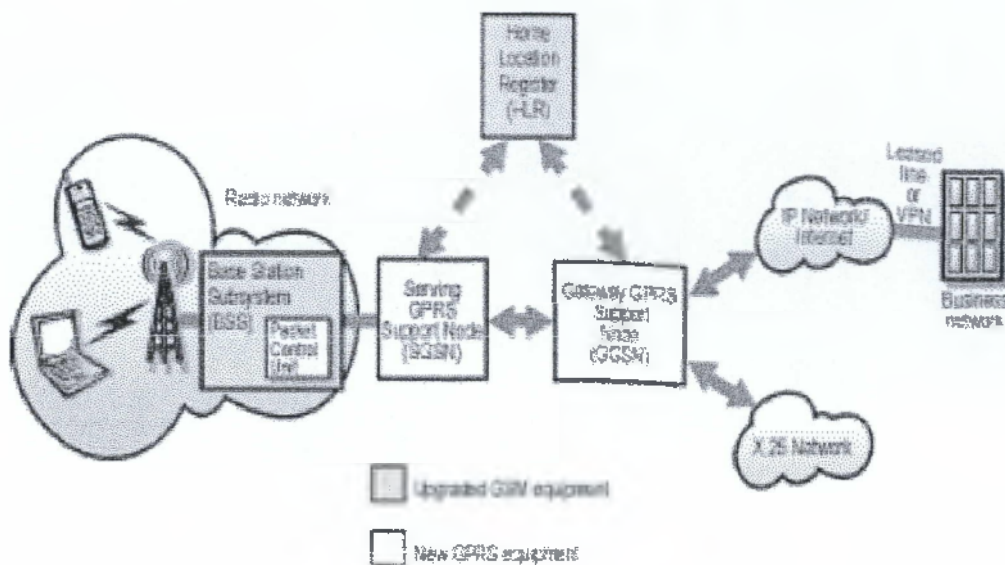 Home
Location
Register
(HLR)
Radio network
Base Station
Subsystem
(BSS)
Packet
Control
Unit
Serving
GPRS
Support Node
(SGSN)
Gateway GPRS
Support
Node
(GGSN)
IP Network/
Internet
Leased
line
or
VPN
Business
network
X.25 Network
Upgraded GSM equipment
New GPRS equipment